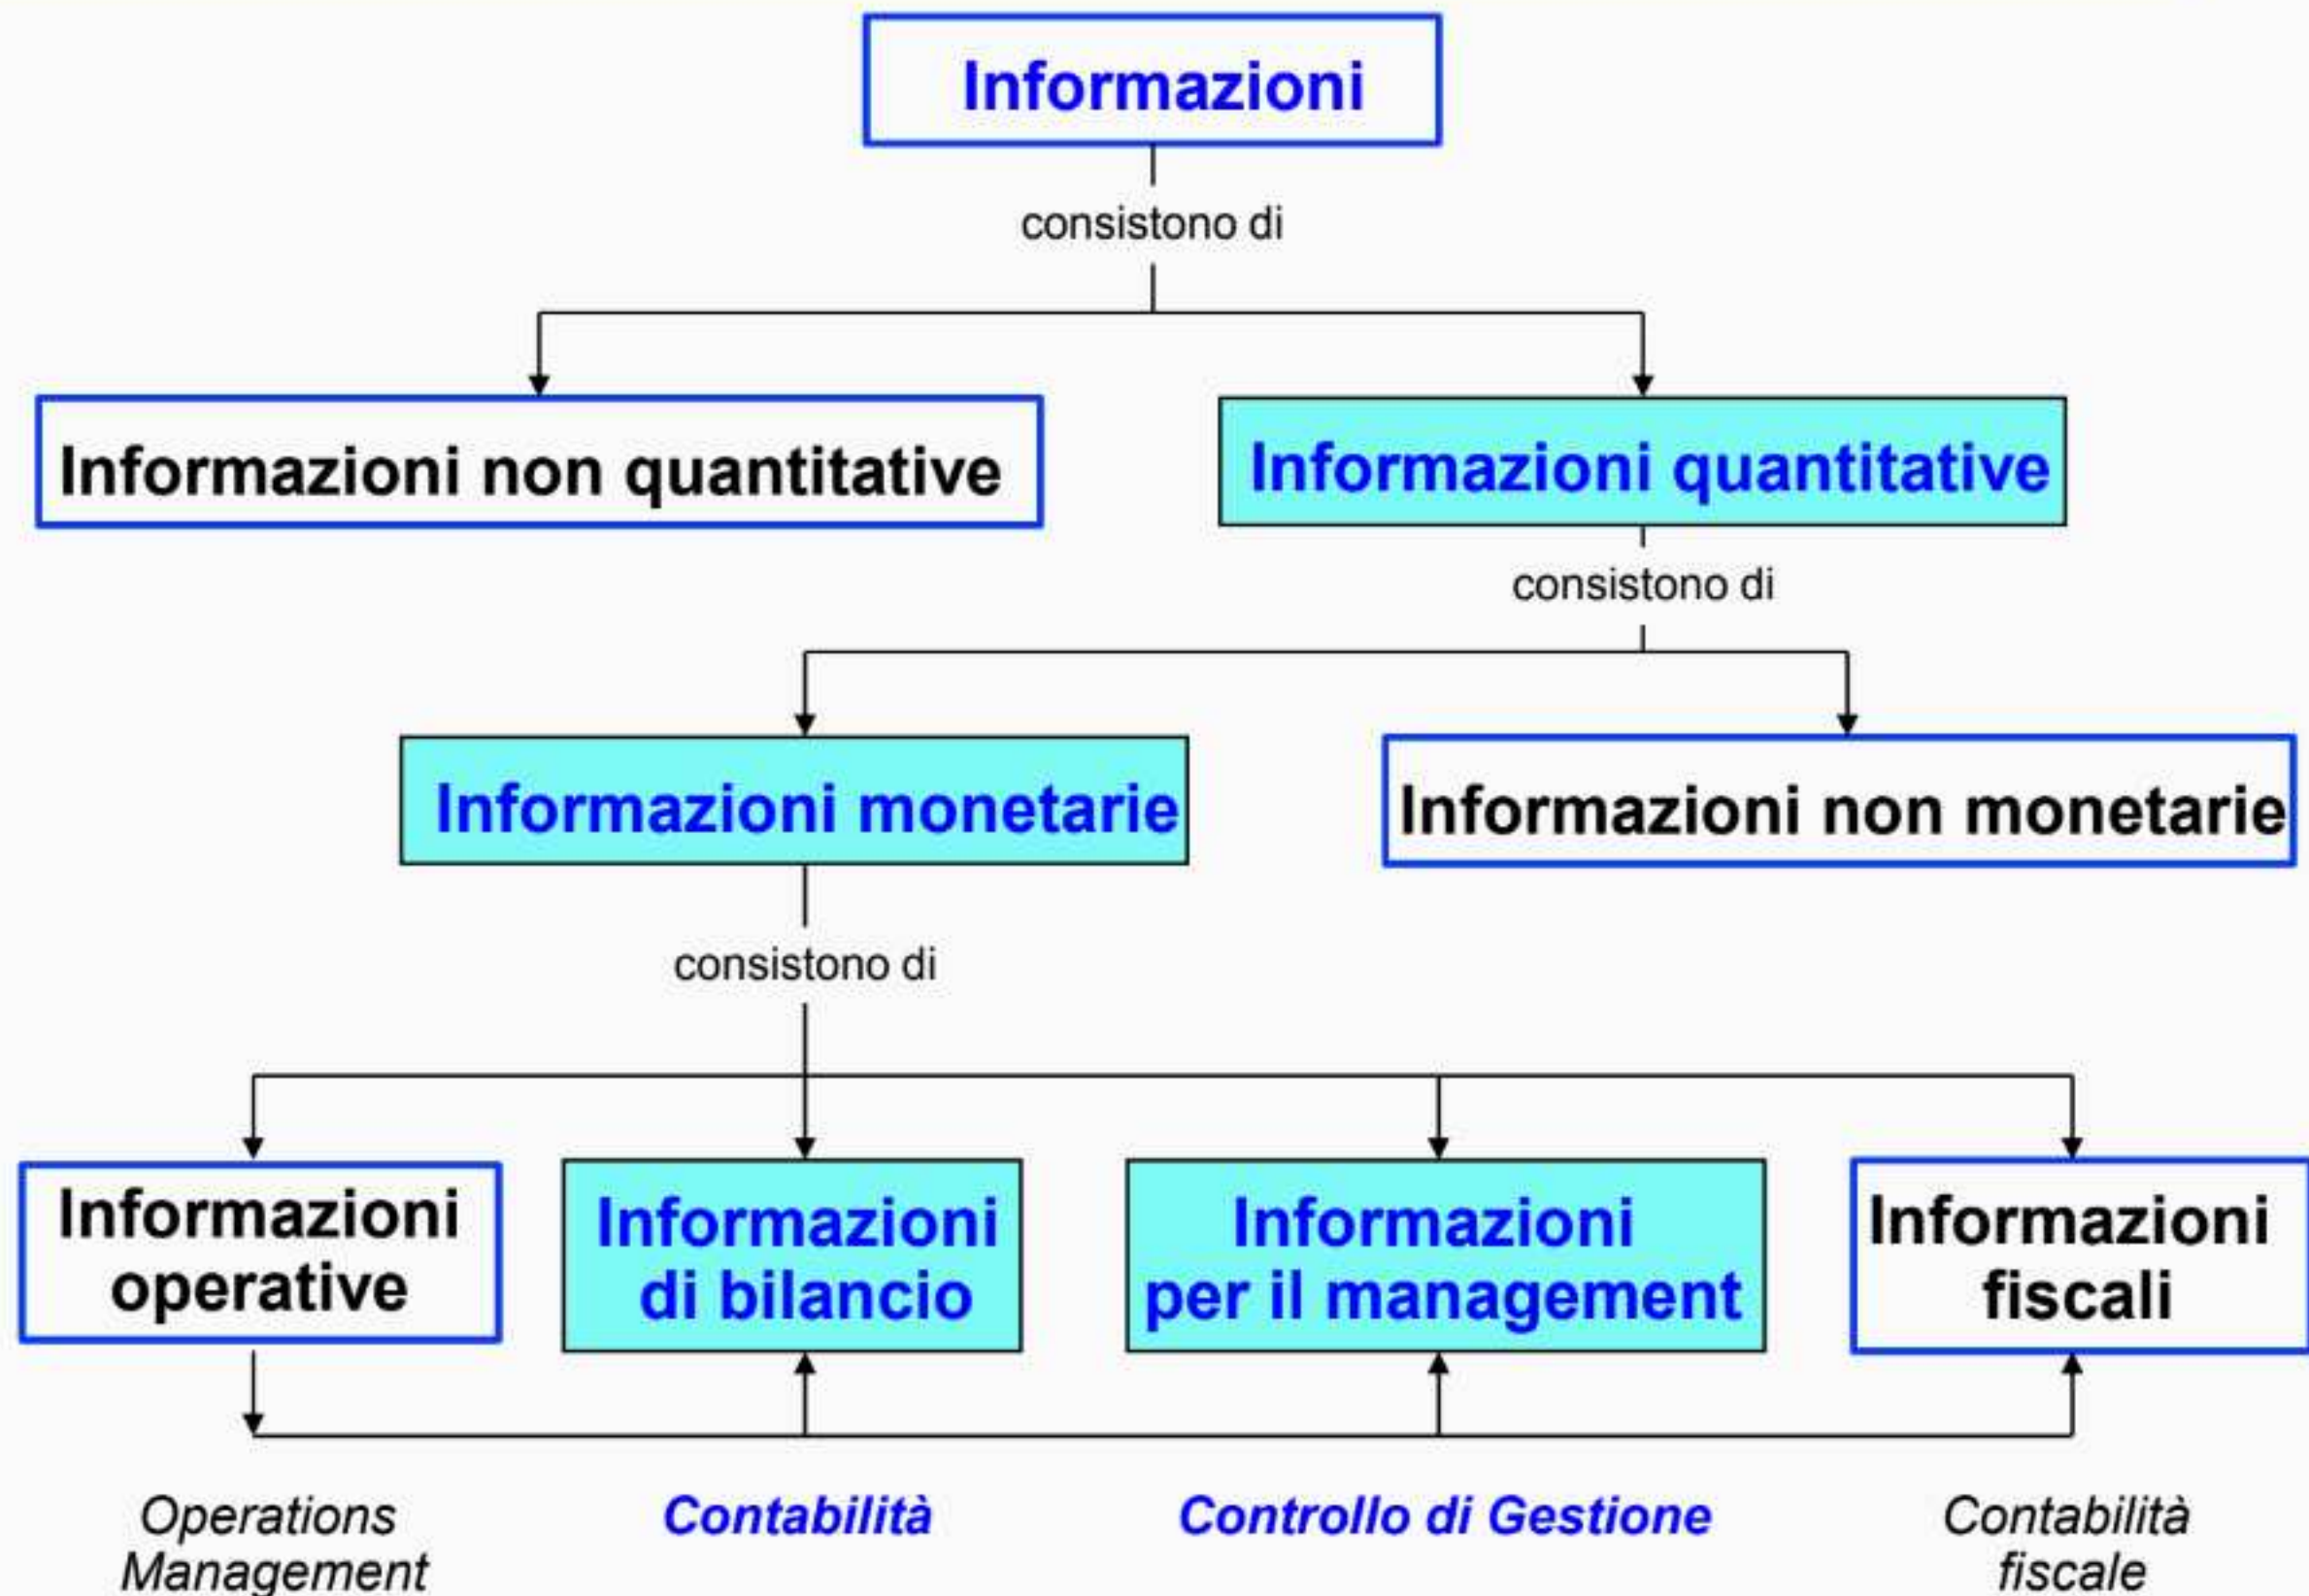 Informazioni
consistono di
Informazioni non quantitative
Informazioni quantitative
consistono di
Informazioni monetarie
Informazioni non monetarie
consistono di
Informazioni
operative
Informazioni
di bilancio
Informazioni
per il management
Informazioni
fiscali
Operations
Management
Contabilità
Controllo di Gestione
Contabilità
fiscale